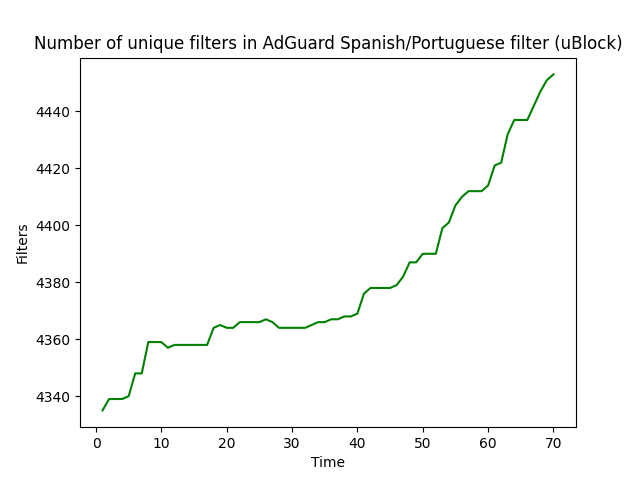 Number of unique filters in AdGuard Spanish/Portuguese filter (uBlock)
4440
4420
4400
4380
4360
4340
Filters
0 10 20 30 40 50 60 70
Time